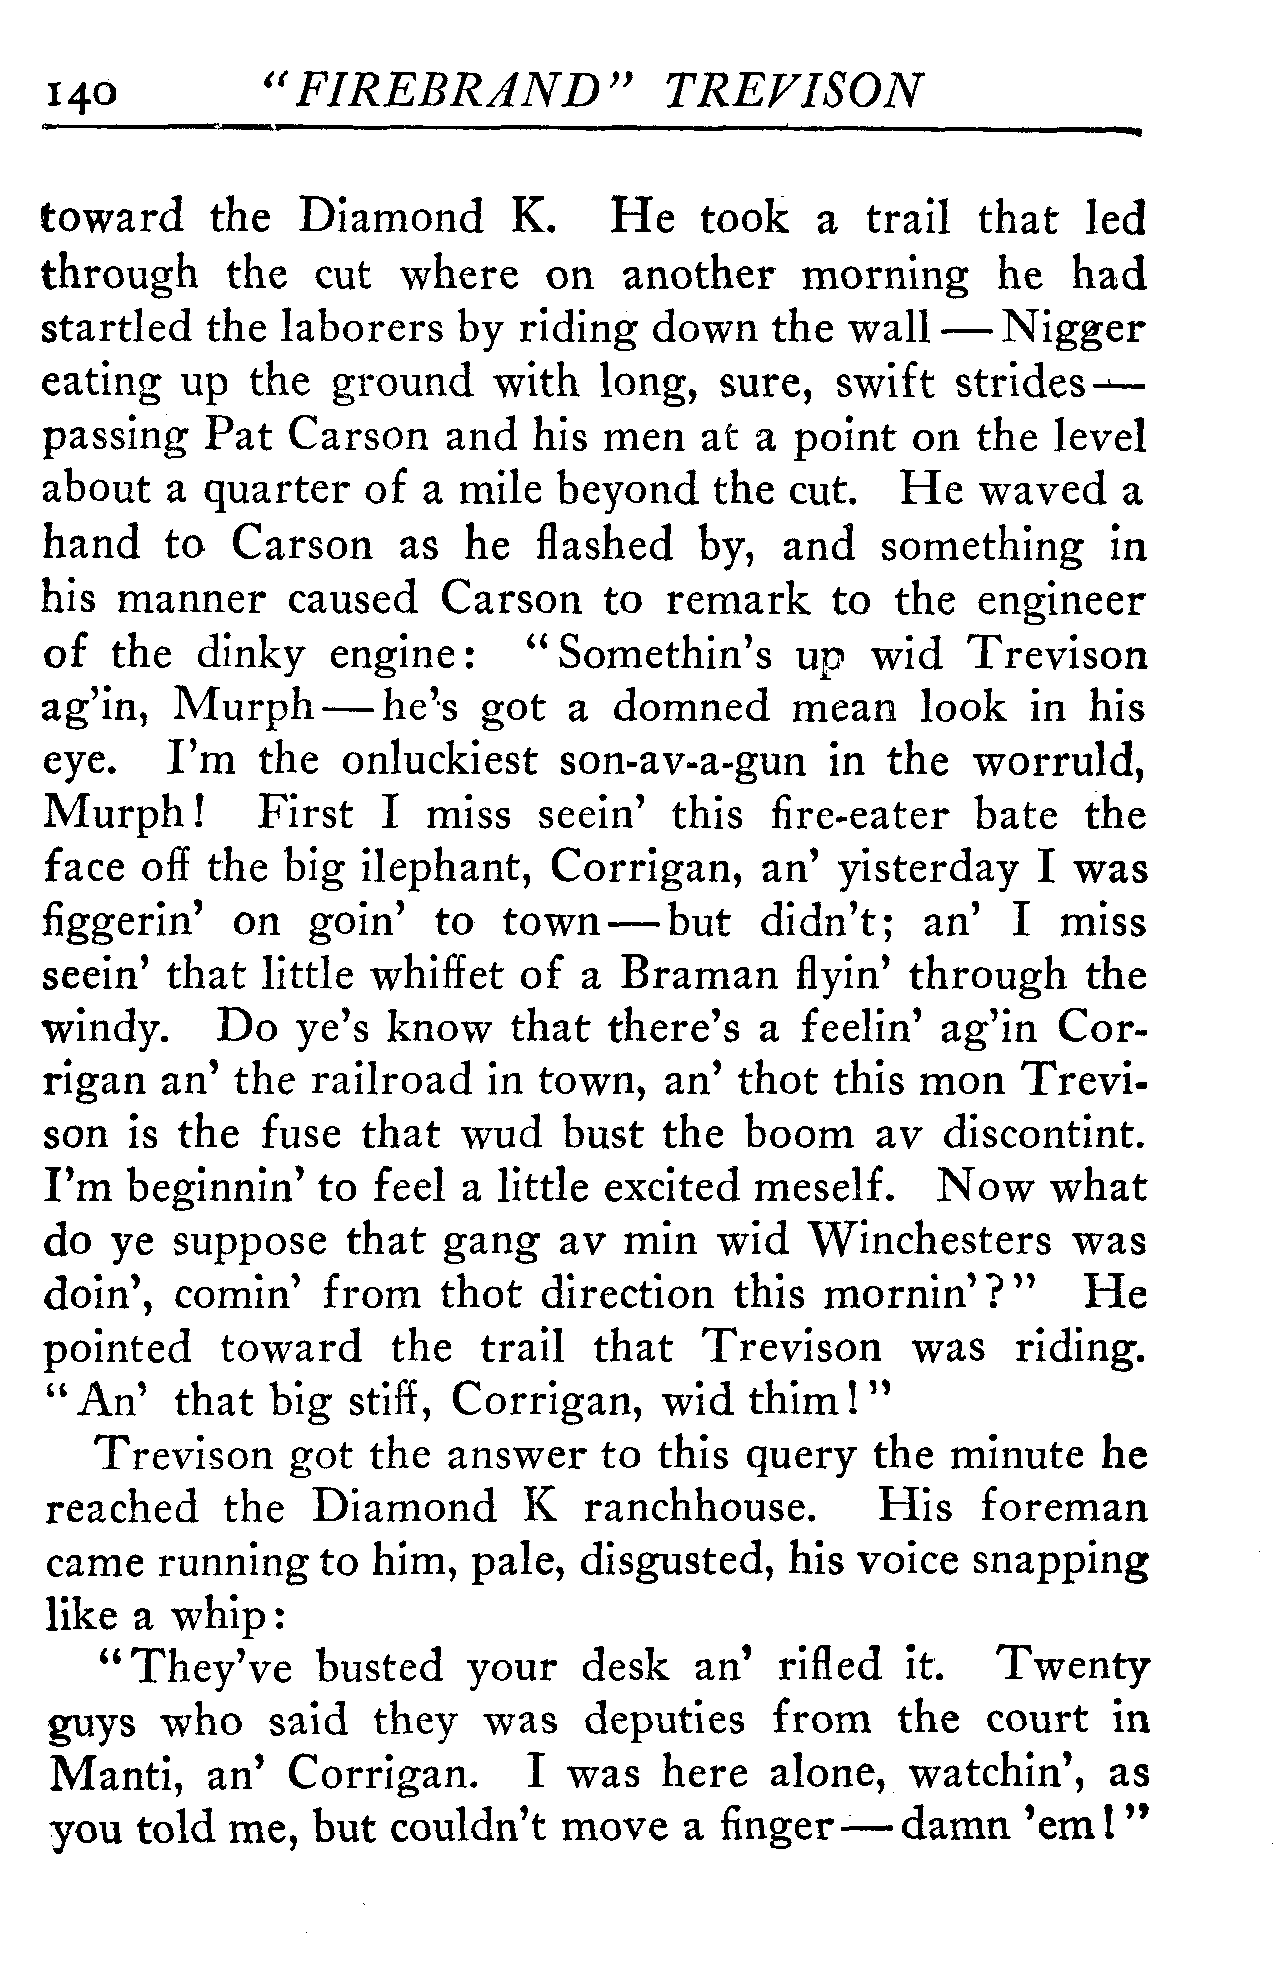 140 "FIREBRAND" TREVISON
toward the Diamond K. He took a trail that led
through the cut where on another morning he had
startled the laborers by riding down the wall — Nigger
eating up the ground with long, sure, swift strides —
passing Pat Carson and his men at a point on the level
about a quarter of a mile beyond the cut. He waved a
hand to Carson as he flashed by, and something in
his manner caused Carson to remark to the engineer
of the dinky engine: "Somethin's up wid Trevison
ag'in, Murph — he's got a domned mean look in his
eye. I'm the onluckiest son-av-a-gun in the worruld,
Murph! First I miss seein' this fire-eater bate the
face off the big ilephant, Corrigan, an' yisterday I was
figgerin' on goin' to town — but didn't; an' I miss
seein' that little whiffet of a Braman flyin' through the
windy. Do ye's know that there's a feelin' ag'in Cor-
rigan an' the railroad in town, an' thot this mon Trevi-
son is the fuse that wud bust the boom av discontint.
I'm beginnin' to feel a little excited meself. Now what
do ye suppose that gang av min wid Winchesters was
doin', comin' from thot direction this mornin'?" He
pointed toward the trail that Trevison was riding.
"An' that big stiff, Corrigan, wid thim!"
Trevison got the answer to this query the minute he
reached the Diamond K ranchhouse. His foreman
came running to him, pale, disgusted, his voice snapping
like a whip:
"They've busted your desk an' rifled it. Twenty
guys who said they was deputies from the court in
Manti, an' Corrigan. I was here alone, watchin', as
you told me, but couldn't move a finger — damn 'em!"